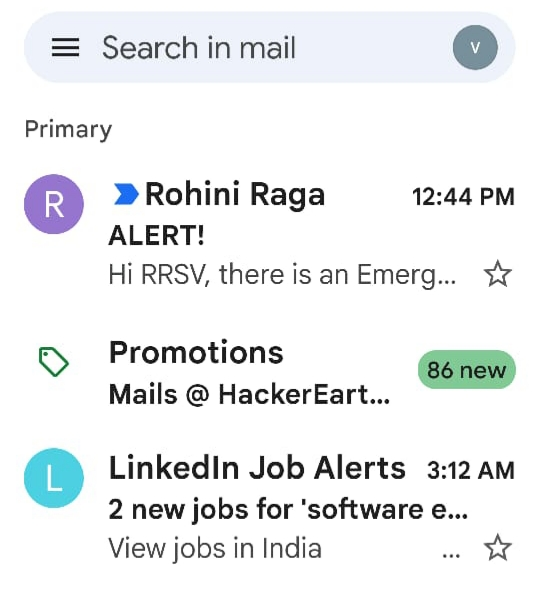 Search in mail
V
Primary
R
Rohini Raga
12:44 PM
ALERT!
Hi RRSV, there is an Emerg...
Promotions
86 new
Mails @ HackerEart...
L
LinkedIn Job Alerts
3:12 AM
2 new jobs for 'software e...
View jobs in India ...